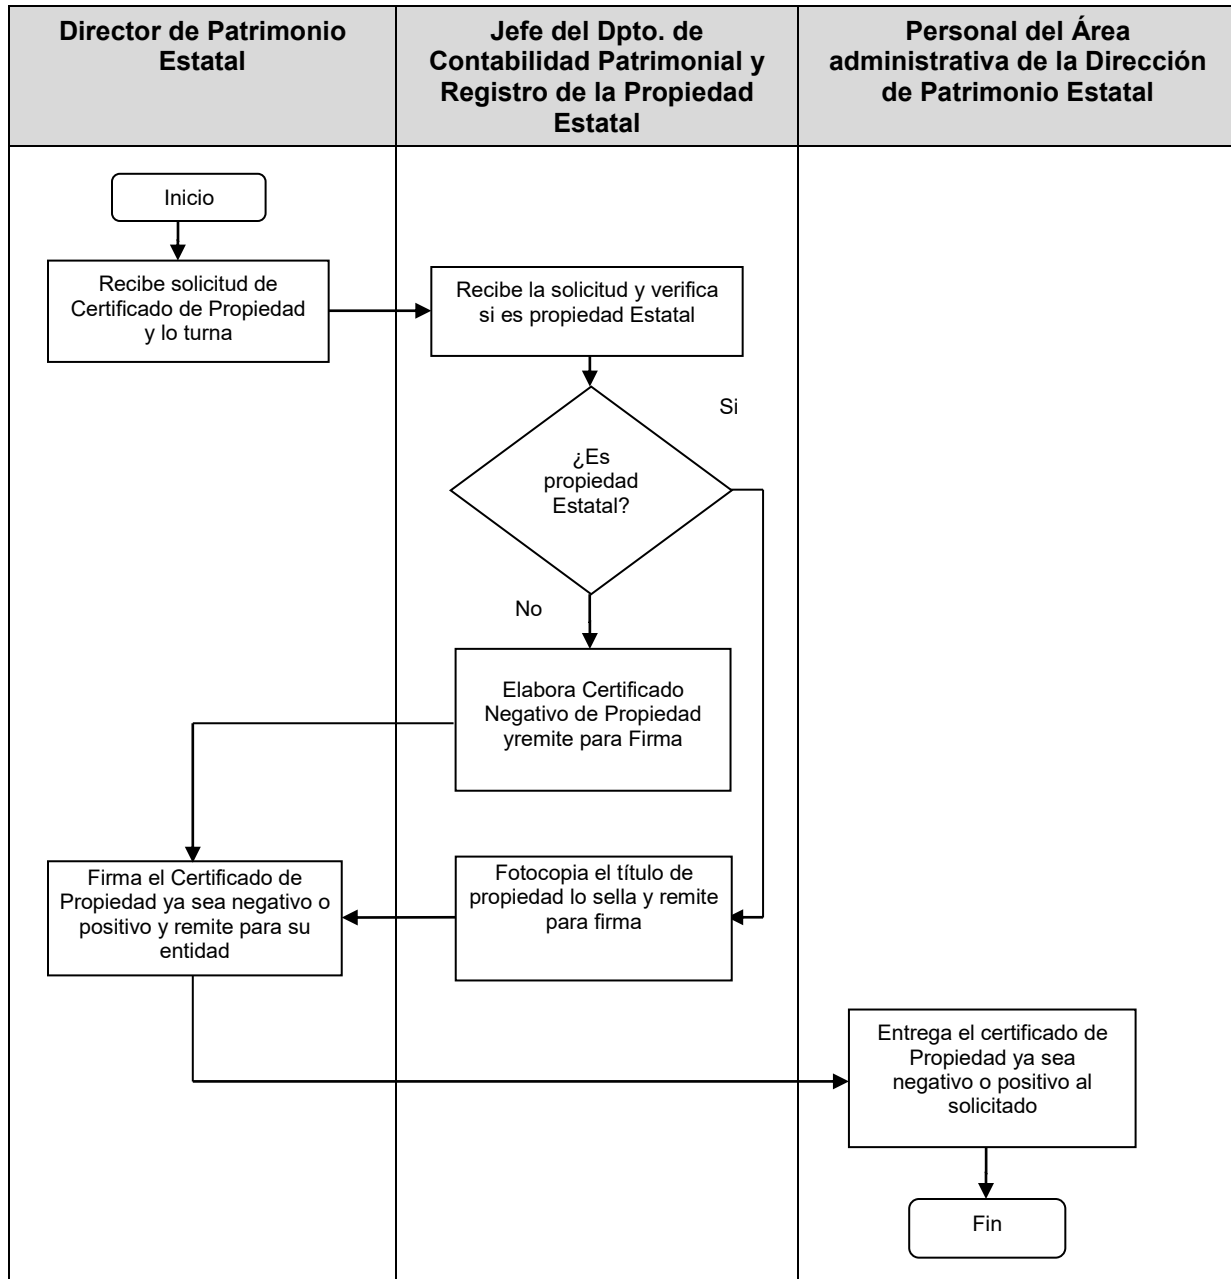 Director de Patrimonio
Estatal
Jefe del Dpto. de
Contabilidad Patrimonial y
Registro de la Propiedad
Estatal
Personal del Área
administrativa de la Dirección
de Patrimonio Estatal
Inicio
Recibe solicitud de
Certificado de Propiedad
y lo turna
Recibe la solicitud y verifica
si es propiedad Estatal
Si
¿Es
propiedad
Estatal?
No
Elabora Certificado
Negativo de Propiedad
yremite para Firma
Firma el Certificado de
Propiedad ya sea negativo o
positivo y remite para su
entidad
Fotocopia el título de
propiedad lo sella y remite
para firma
Entrega el certificado de
Propiedad ya sea
negativo o positivo al
solicitado
Fin